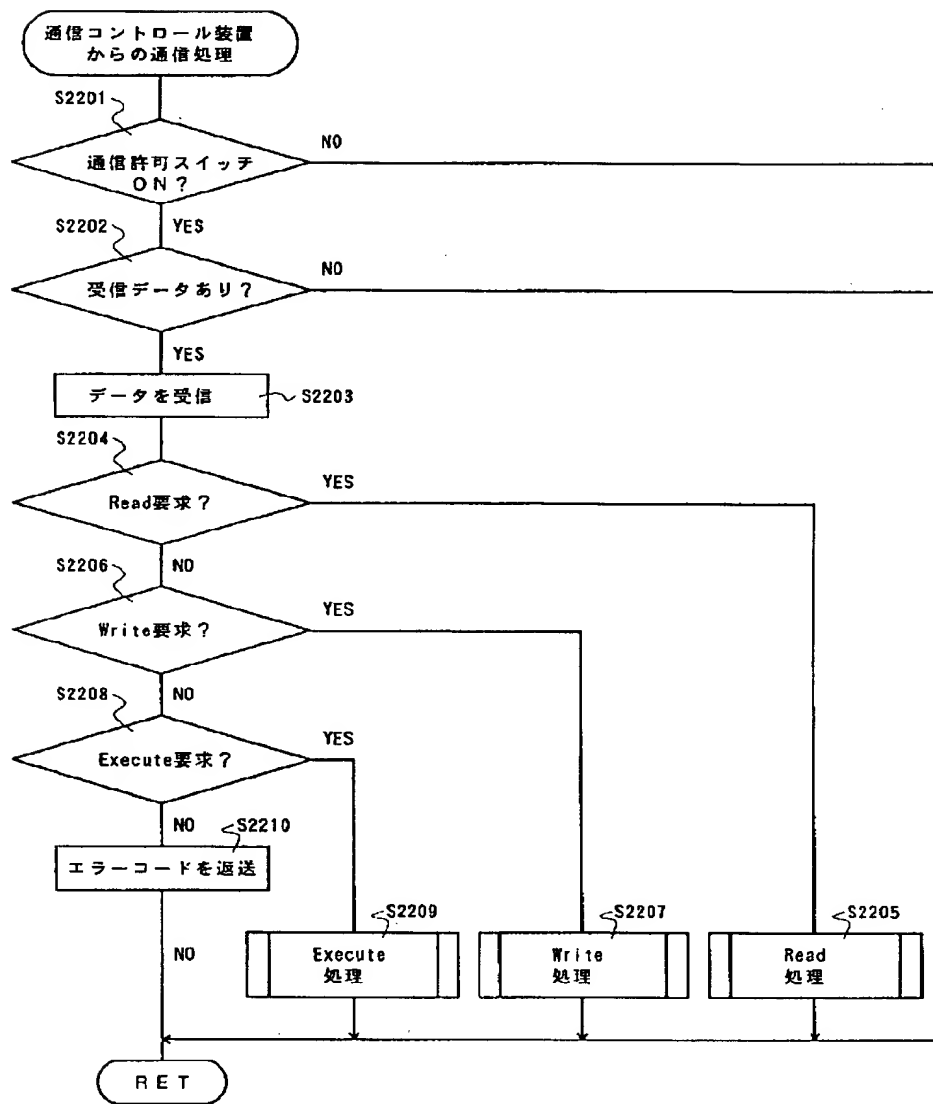 通信コントロール装置
からの通信処理
S2201
通信許可スイッチ
ON?
NO
YES
S2202
受信データあり?
NO
YES
データを受信
S2203
S2204
Read要求?
YES
NO
S2206
Write要求?
YES
NO
S2208
Execute要求?
YES
NO
S2210
エラーコードを返送
NO
S2209
Execute
処理
S2207
Write
処理
S2205
Read
処理
RET